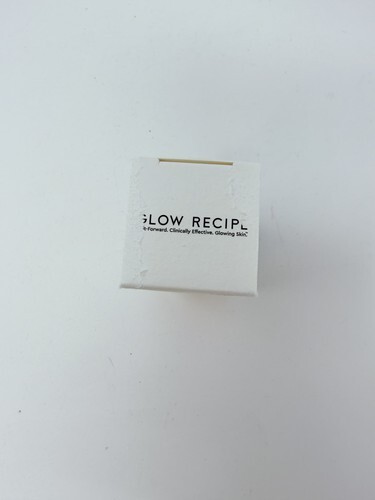 GLOW RECIPE
t-Forward. Clinically Effective. Glowing Skin.